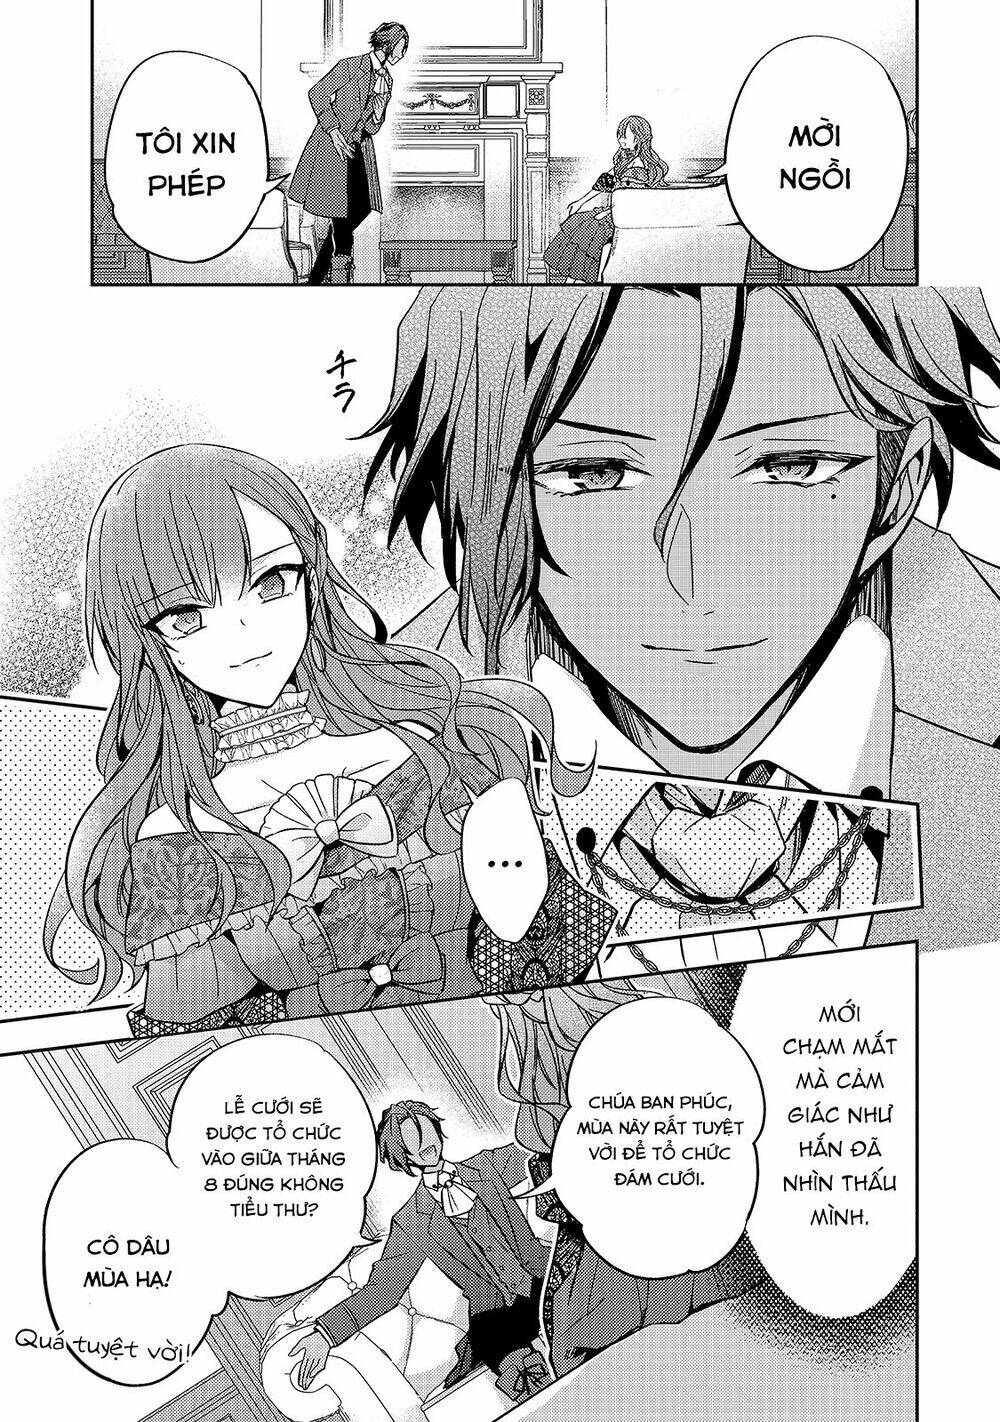 MỜI
NGỒI
TÔI XIN
PHÉP
チラ
...
MỚI
CHẠM MẮT
MÀ CẢM
GIÁC NHƯ
HẮN ĐÃ
NHÌN THẤU
MÌNH.
CHÚA BAN PHÚC,
MÙA NÀY RẤT TUYỆT
VỜI ĐỂ TỔ CHỨC
ĐÁM CƯỚI.
LỄ CƯỚI SẼ
ĐƯỢC TỔ CHỨC
VÀO GIỮA THÁNG
8 ĐÚNG KHÔNG
TIỂU THƯ?
CÔ DÂU
MÙA HẠ!
Quá tuyệt vời!